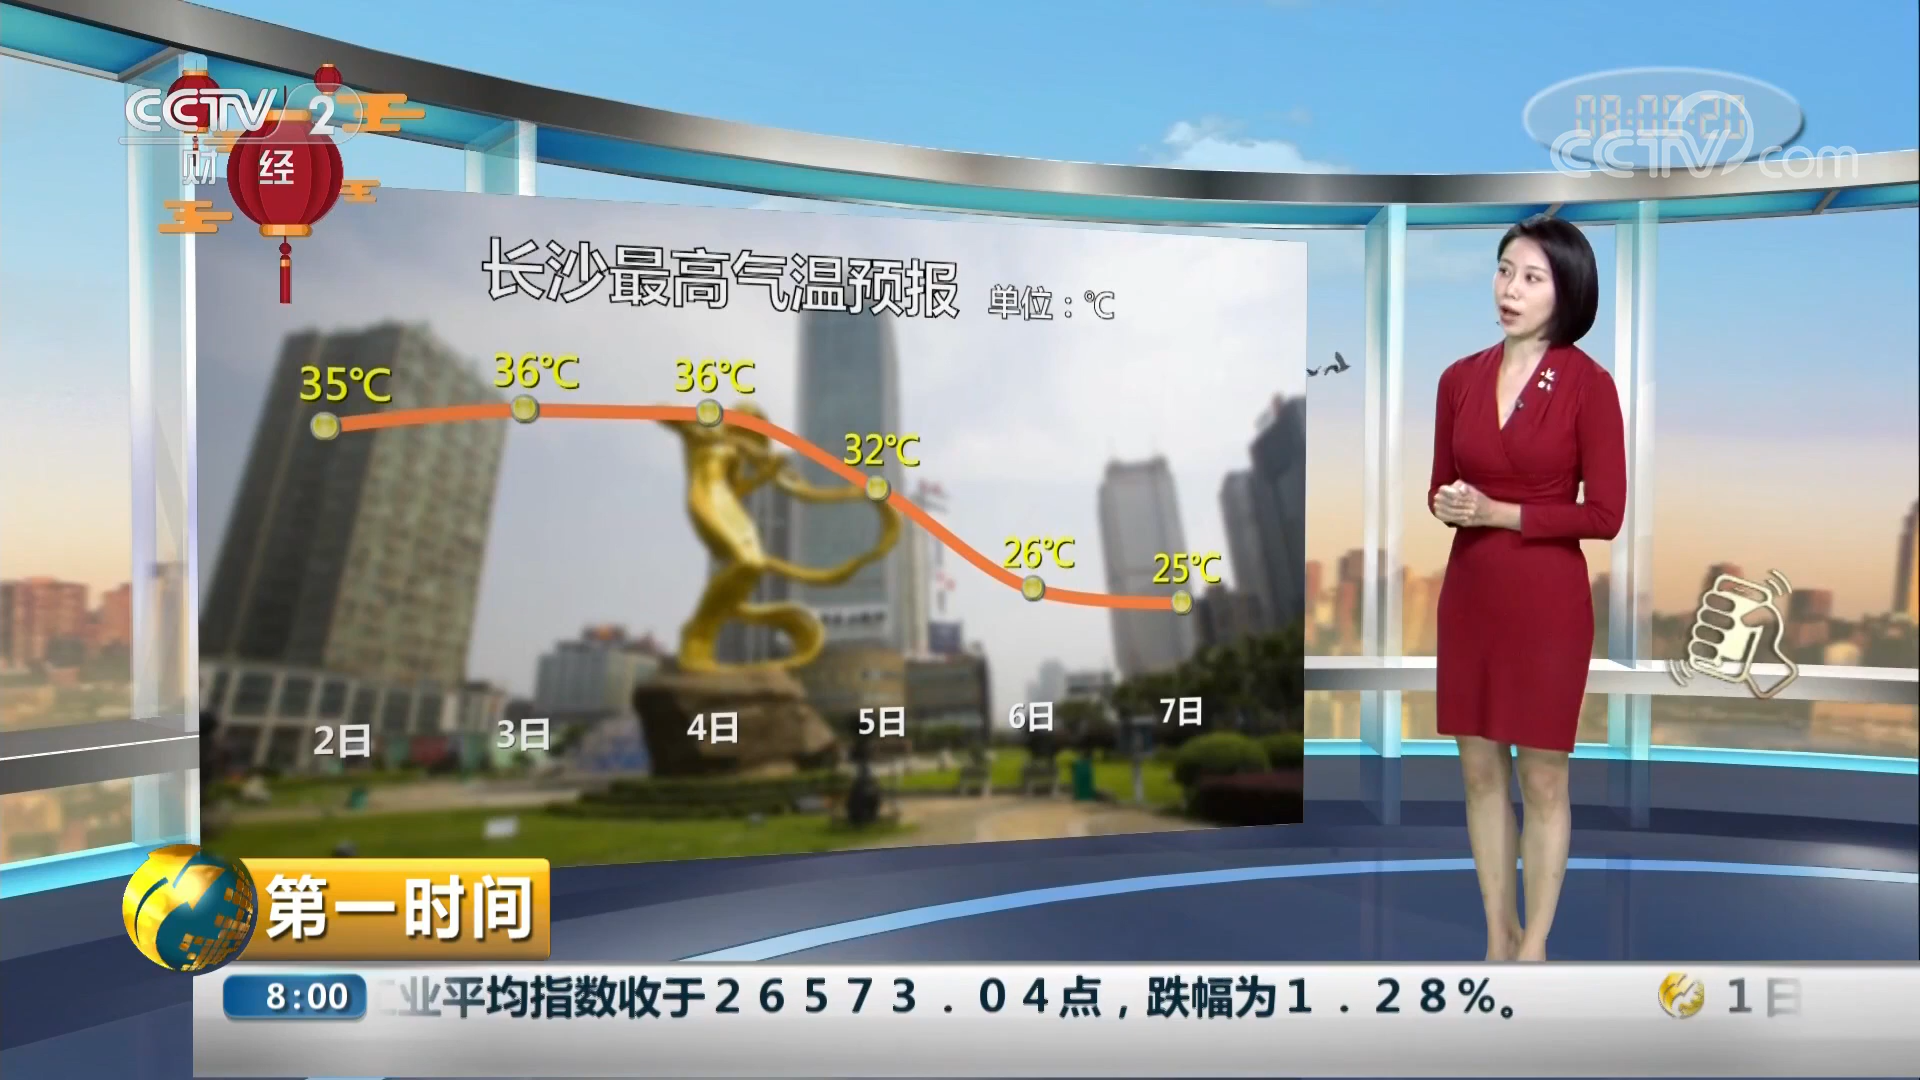 CCTV 2
财经
08:00:20
CCTV.com
长沙最高气温预报 单位：℃
35℃ 36℃ 36℃ 32℃ 26℃ 25℃
2日 3日 4日 5日 6日 7日
第一时间
8:00 业平均指数收于26573.04点，跌幅为1.28%。 1日